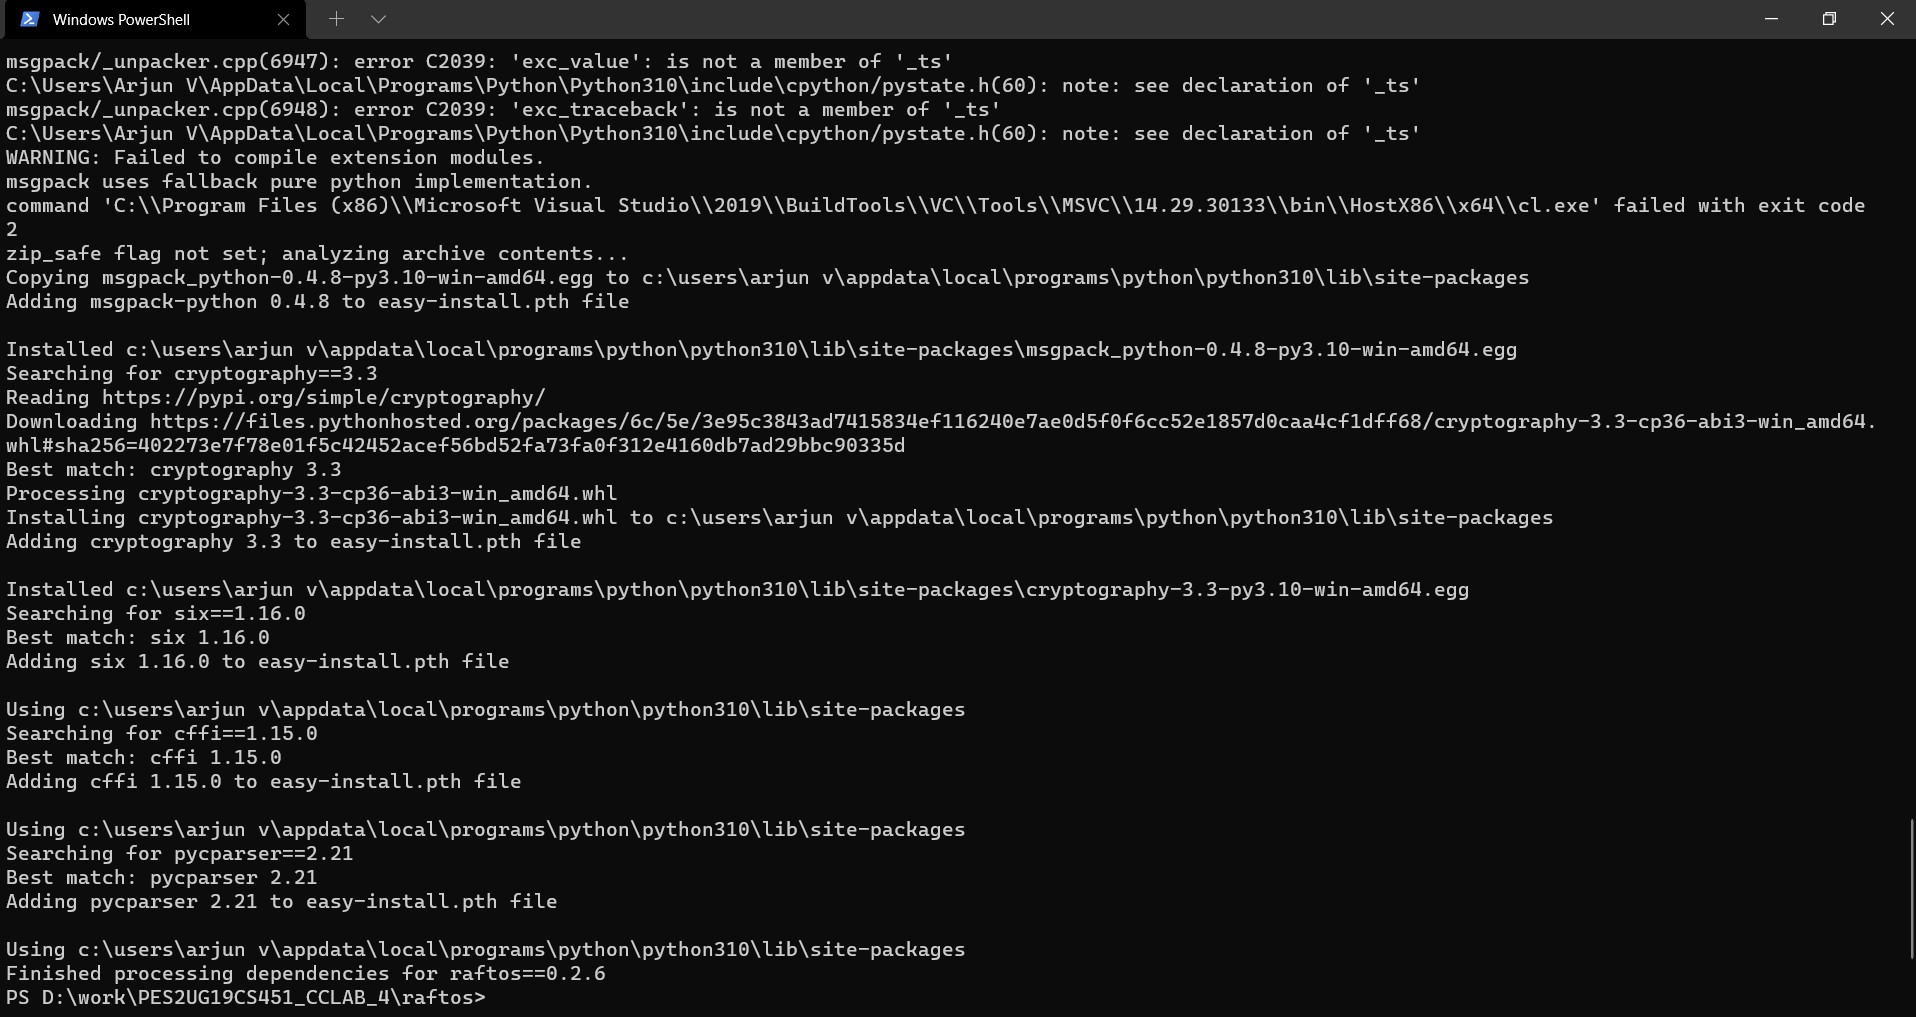 Windows PowerShell
msgpack/_unpacker.cpp(6947): error C2039: 'exc_value': is not a member of '_ts'
C:\Users\Arjun V\AppData\Local\Programs\Python\Python310\include\cpython/pystate.h(60): note: see declaration of '_ts'
msgpack/_unpacker.cpp(6948): error C2039: 'exc_traceback': is not a member of '_ts'
C:\Users\Arjun V\AppData\Local\Programs\Python\Python310\include\cpython/pystate.h(60): note: see declaration of '_ts'
WARNING: Failed to compile extension modules.
msgpack uses fallback pure python implementation.
command 'C:\\Program Files (x86)\\Microsoft Visual Studio\\2019\\BuildTools\\VC\\Tools\\MSVC\\14.29.30133\\bin\\HostX86\\x64\\cl.exe' failed with exit code
2
zip_safe flag not set; analyzing archive contents...
Copying msgpack_python-0.4.8-py3.10-win-amd64.egg to c:\users\arjun v\appdata\local\programs\python\python310\lib\site-packages
Adding msgpack-python 0.4.8 to easy-install.pth file
Installed c:\users\arjun v\appdata\local\programs\python\python310\lib\site-packages\msgpack_python-0.4.8-py3.10-win-amd64.egg
Searching for cryptography==3.3
Reading https://pypi.org/simple/cryptography/
Downloading https://files.pythonhosted.org/packages/6c/5e/3e95c3843ad7415834ef116240e7ae0d5f0f6cc52e1857d0caa4cf1dff68/cryptography-3.3-cp36-abi3-win_amd64.
whl#sha256=402273e7f78e01f5c42452acef56bd52fa73fa0f312e4160db7ad29bbc90335d
Best match: cryptography 3.3
Processing cryptography-3.3-cp36-abi3-win_amd64.whl
Installing cryptography-3.3-cp36-abi3-win_amd64.whl to c:\users\arjun v\appdata\local\programs\python\python310\lib\site-packages
Adding cryptography 3.3 to easy-install.pth file
Installed c:\users\arjun v\appdata\local\programs\python\python310\lib\site-packages\cryptography-3.3-py3.10-win-amd64.egg
Searching for six==1.16.0
Best match: six 1.16.0
Adding six 1.16.0 to easy-install.pth file
Using c:\users\arjun v\appdata\local\programs\python\python310\lib\site-packages
Searching for cffi==1.15.0
Best match: cffi 1.15.0
Adding cffi 1.15.0 to easy-install.pth file
Using c:\users\arjun v\appdata\local\programs\python\python310\lib\site-packages
Searching for pycparser==2.21
Best match: pycparser 2.21
Adding pycparser 2.21 to easy-install.pth file
Using c:\users\arjun v\appdata\local\programs\python\python310\lib\site-packages
Finished processing dependencies for raftos==0.2.6
PS D:\work\PES2UG19CS451_CCLAB_4\raftos>